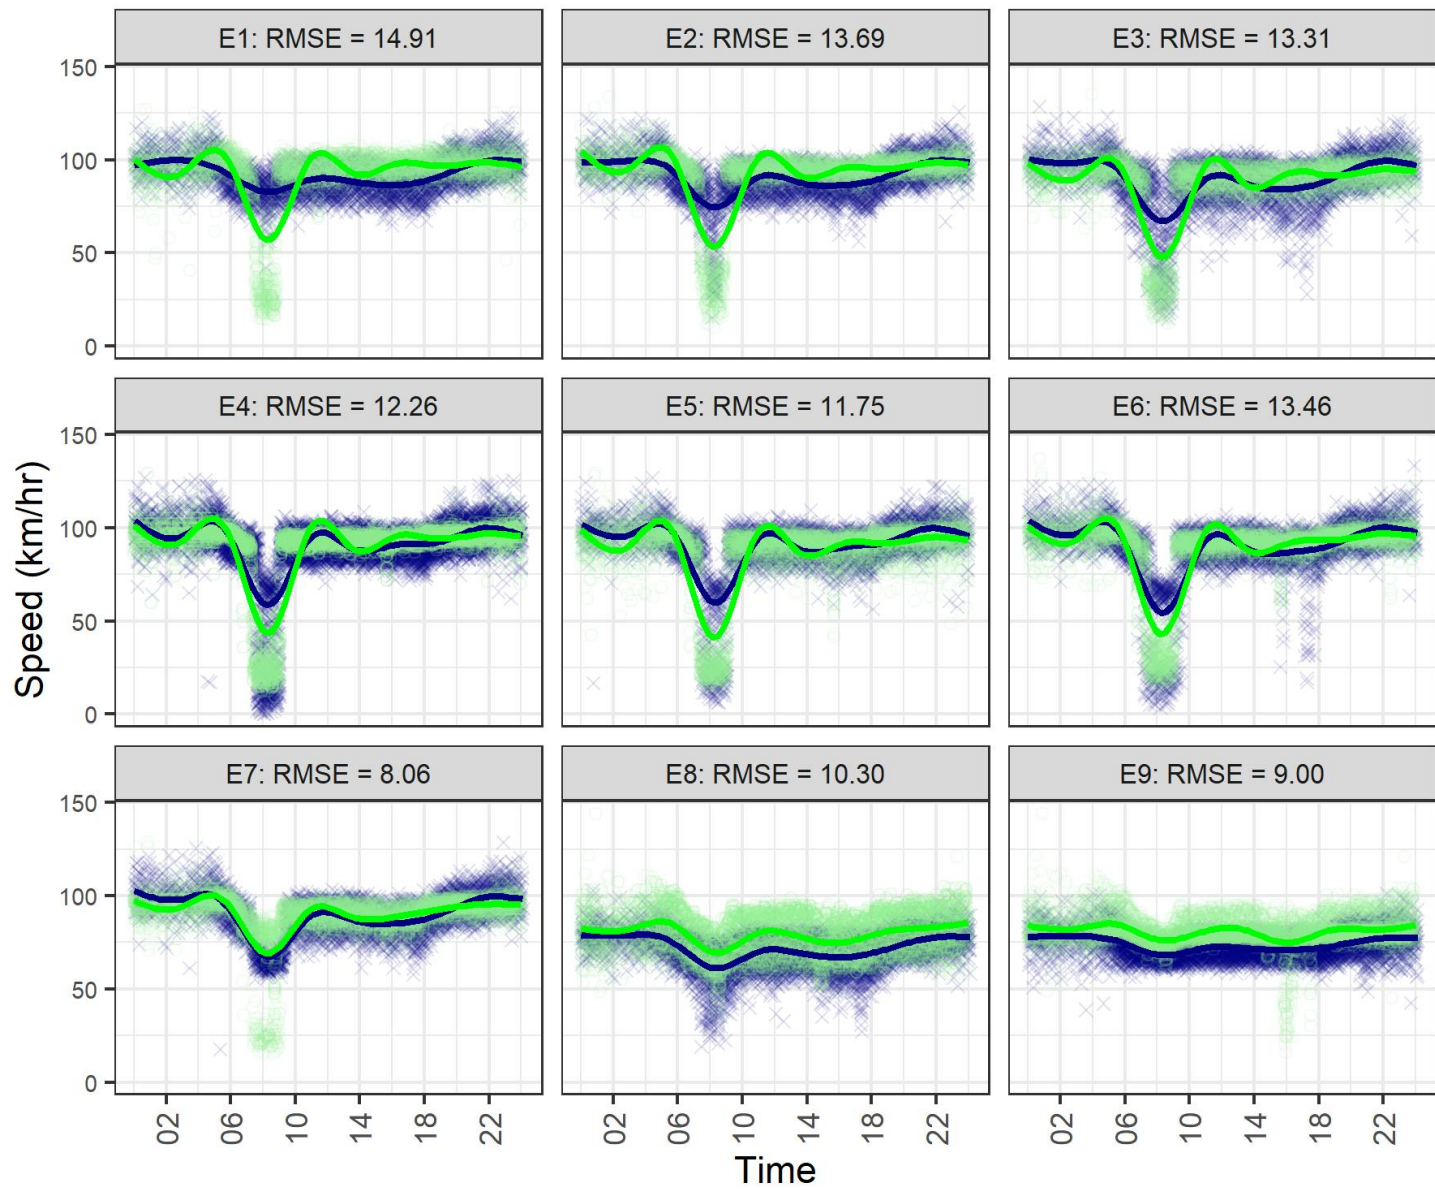 E1: RMSE = 14.91
E2: RMSE = 13.69
E3: RMSE = 13.31
150
100
50
0
E4: RMSE = 12.26
E5: RMSE = 11.75
E6: RMSE = 13.46
150
100
50
0
Speed (km/hr)
E7: RMSE = 8.06
E8: RMSE = 10.30
E9: RMSE = 9.00
150
100
50
0
02 06 10 14 18 22 02 06 10 14 18 22 02 06 10 14 18 22
Time